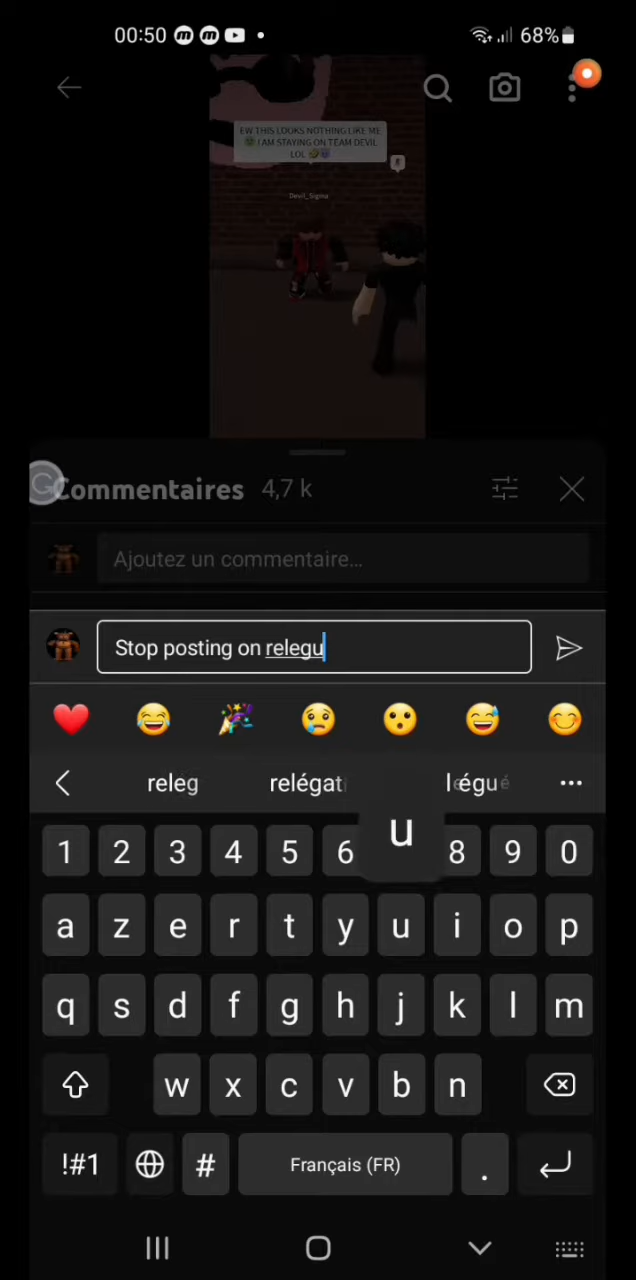 00:50
68%
EW THIS LOOKS NOTHING LIKE ME
🤢 I AM STAYING ON TEAM DEVIL
LOL 🤣😈
Devil_Sigma
Commentaires 4,7 k
Ajoutez un commentaire...
Stop posting on relegu
releg relégat
u
1 2 3 4 5 6 8 9 0
a z e r t y u i o p
q s d f g h j k l m
w x c v b n
!#1 # Français (FR) .